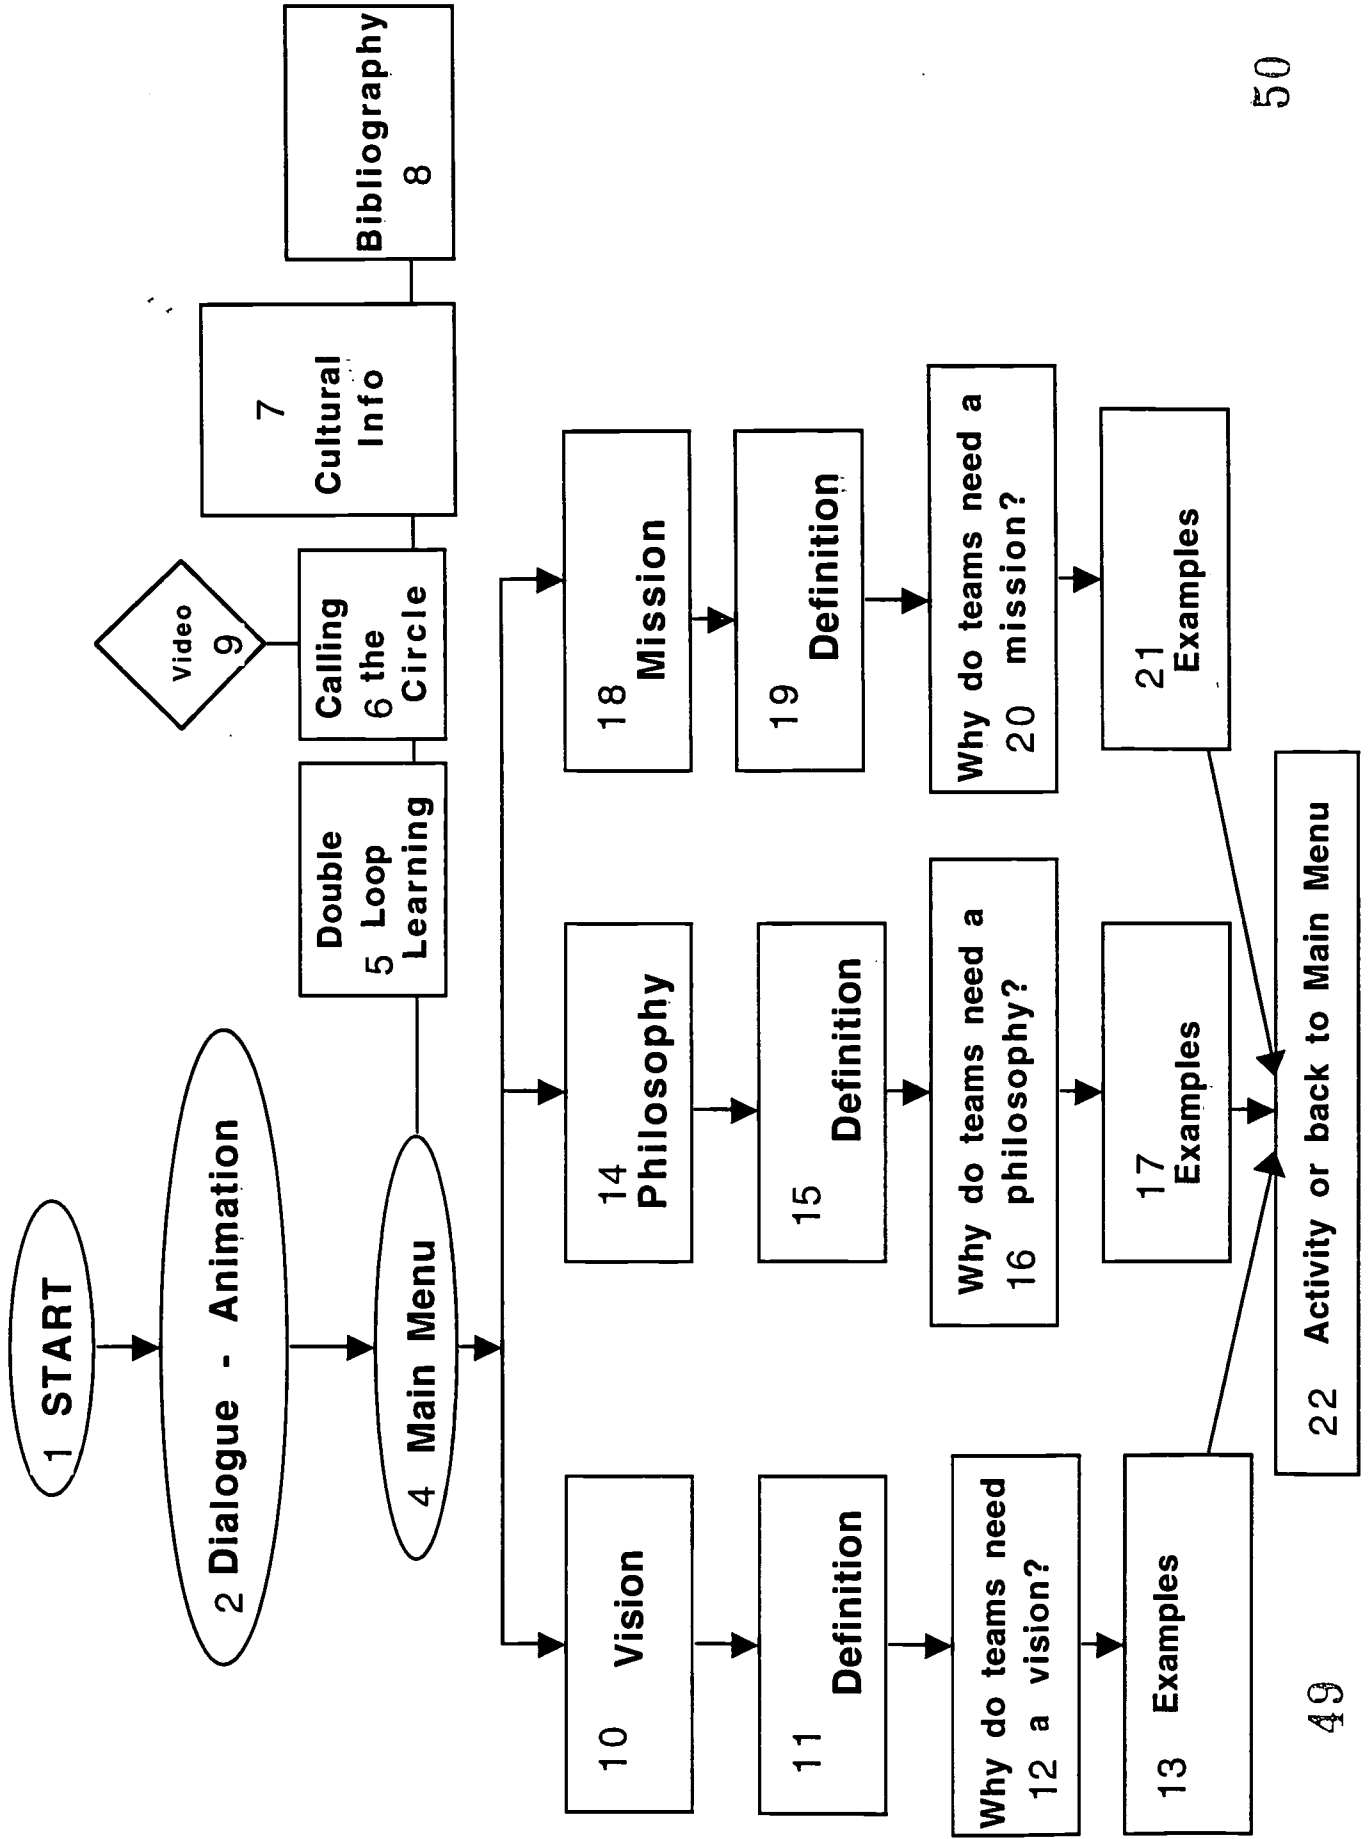 1 START
2 Dialogue - Animation
4 Main Menu
Double
5 Loop
Learning
Calling
6 the
Circle
Video
9
7
Cultural
Info
Bibliography
8
10
Vision
11
Definition
Why do teams need
12 a vision?
13 Examples
14
Philosophy
15
Definition
Why do teams need a
16 philosophy?
17
Examples
18
Mission
19
Definition
Why do teams need a
20 mission?
21
Examples
22 Activity or back to Main Menu
49
50